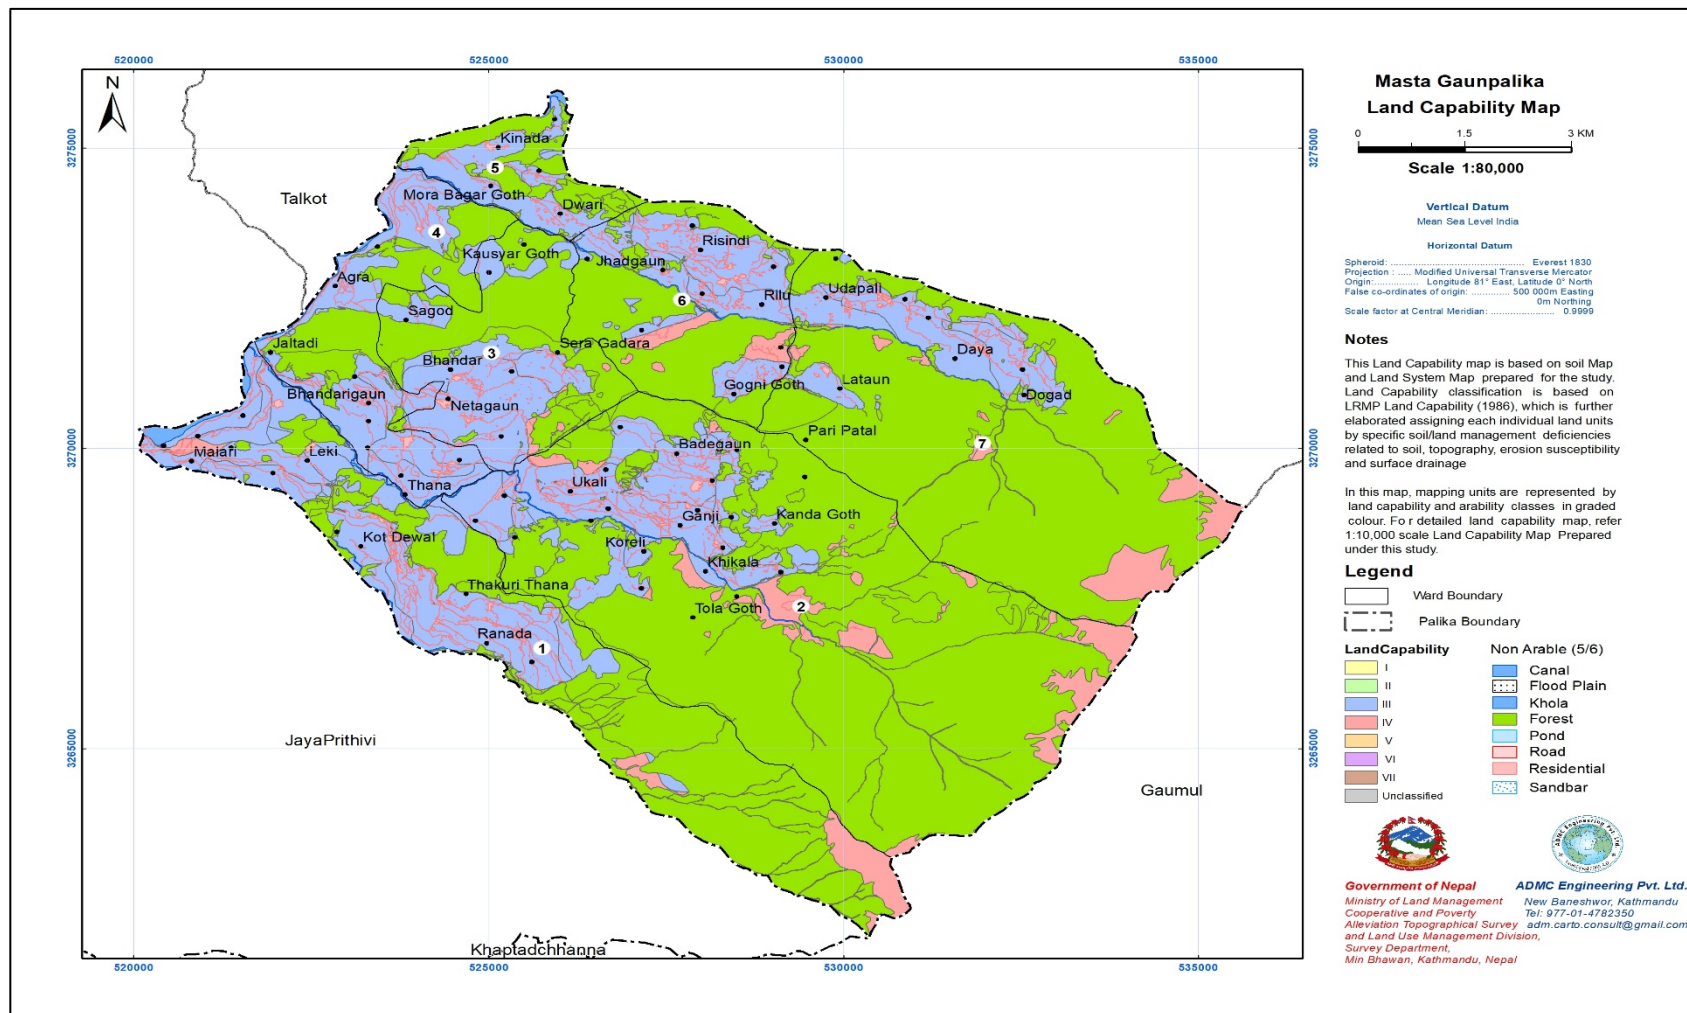 Masta Gaunpalika
Land Capability Map
0 1.5 3 KM
Scale 1:80,000
Vertical Datum
Mean Sea Level India
Horizontal Datum
Spheroid: ................................................ Everest 1830
Projection : ..... Modified Universal Transverse Mercator
Origin:................ Longitude 81° East, Latitude 0° North
False co-ordinates of origin: .............. 500 000m Easting
0m Northing
Scale factor at Central Meridian: ....................... 0.9999
Notes
This Land Capability map is based on soil Map
and Land System Map prepared for the study.
Land Capability classification is based on
LRMP Land Capability (1986), which is further
elaborated assigning each individual land units
by specific soil/land management deficiencies
related to soil, topography, erosion susceptibility
and surface drainage
In this map, mapping units are represented by
land capability and arability classes in graded
colour. Fo r detailed land capability map, refer
1:10,000 scale Land Capability Map Prepared
under this study.
Legend
Ward Boundary
Palika Boundary
LandCapability
I
II
III
IV
V
VI
VII
Unclassified
Non Arable (5/6)
Canal
Flood Plain
Khola
Forest
Pond
Road
Residential
Sandbar
Government of Nepal
Ministry of Land Management
Cooperative and Poverty
Alleviation Topographical Survey
and Land Use Management Division,
Survey Department,
Min Bhawan, Kathmandu, Nepal
ADMC Engineering Pvt. Ltd.
New Baneshwor, Kathmandu
Tel: 977-01-4782350
adm.carto.consult@gmail.com
520000 525000 530000 535000
N
3275000 3275000
Kinada
5
Talkot
Mora Bagar Goth
Dwari
4
Risindi
Kausyar Goth
Jhadgaun
Agra
6
Rilu
Udapali
Sagod
Jaltadi
Sera Gadara
3
Bhandar
Daya
Gogni Goth
Lataun
Bhandarigaun
Dogad
Netagaun
Pari Patal
7
3270000 3270000
Badegaun
Malafi
Leki
Thana
Ukali
Ganji
Kanda Goth
Kot Dewal
Koreli
Khikala
Thakuri Thana
Tola Goth
2
Ranada
1
JayaPrithivi
3265000 3265000
Gaumul
Khaptadchhanna
520000 525000 530000 535000